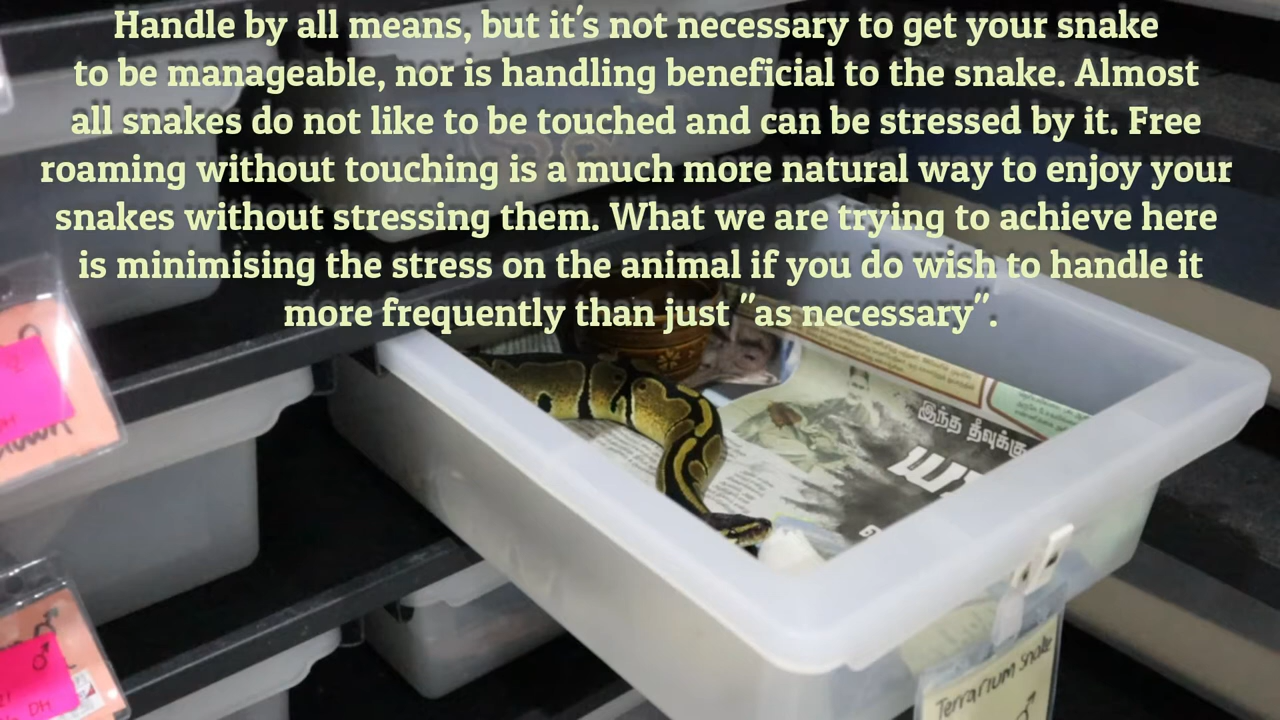 Handle by all means, but it's not necessary to get your snake
to be manageable, nor is handling beneficial to the snake. Almost
all snakes do not like to be touched and can be stressed by it. Free
roaming without touching is a much more natural way to enjoy your
snakes without stressing them. What we are trying to achieve here
is minimising the stress on the animal if you do wish to handle it
more frequently than just "as necessary".
இந்த தீவுக்கு
Terrarium Snake
DH